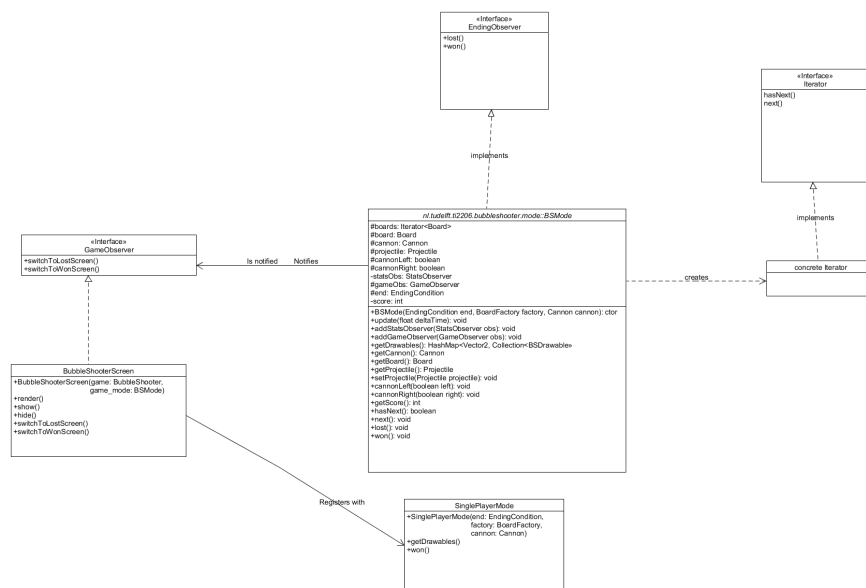 «Interface»
EndingObserver
+lost()
+won()
«Interface»
Iterator
hasNext()
next()
implements
implements
nl.tudelft.ti2206.bubbleshooter.mode::BSMode
#boards: Iterator<Board>
#board: Board
#cannon: Cannon
#projectile: Projectile
#cannonLeft: boolean
#cannonRight: boolean
-statsObs: StatsObserver
#gameObs: GameObserver
#end: EndingCondition
-score: int
+BSMode(EndingCondition end, BoardFactory factory, Cannon cannon): ctor
+update(float deltaTime): void
+addStatsObserver(StatsObserver obs): void
+addGameObserver(GameObserver obs): void
+getDrawables(): HashMap<Vector2, Collection<BSDrawable»
+getCannon(): Cannon
+getBoard(): Board
+getProjectile(): Projectile
+setProjectile(Projectile projectile): void
+cannonLeft(boolean left): void
+cannonRight(boolean right): void
+getScore(): int
+hasNext(): boolean
+next(): void
+lost(): void
+won(): void
«Interface»
GameObserver
+switchToLostScreen()
+switchToWonScreen()
Is notified Notifies
creates
concrete Iterator
BubbleShooterScreen
+BubbleShooterScreen(game: BubbleShooter,
game_mode: BSMode)
+render()
+show()
+hide()
+switchToLostScreen()
+switchToWonScreen()
Registers with
SinglePlayerMode
+SinglePlayerMode(end: EndingCondition,
factory: BoardFactory,
cannon: Cannon)
+getDrawables()
+won()